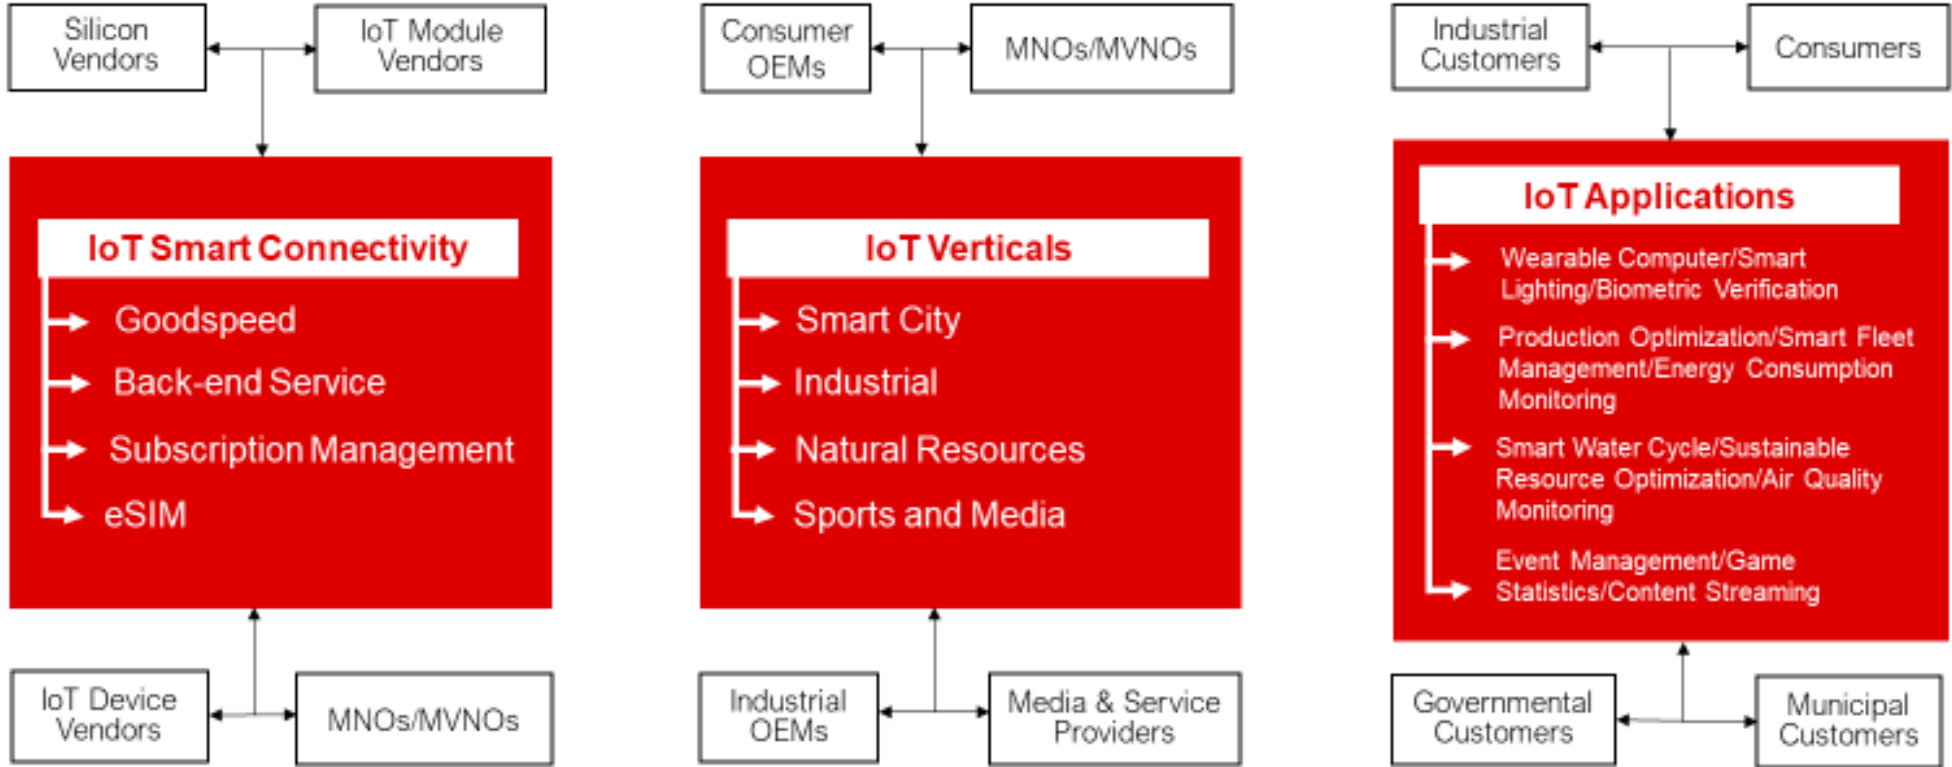 Silicon
Vendors
IoT Module
Vendors
IoT Smart Connectivity
Goodspeed
Back-end Service
Subscription Management
eSIM
IoT Device
Vendors
MNOs/MVNOs
Consumer
OEMs
MNOs/MVNOs
IoT Verticals
Smart City
Industrial
Natural Resources
Sports and Media
Industrial
OEMs
Media & Service
Providers
Industrial
Customers
Consumers
IoT Applications
Wearable Computer/Smart
Lighting/Biometric Verification
Production Optimization/Smart Fleet
Management/Energy Consumption
Monitoring
Smart Water Cycle/Sustainable
Resource Optimization/Air Quality
Monitoring
Event Management/Game
Statistics/Content Streaming
Governmental
Customers
Municipal
Customers